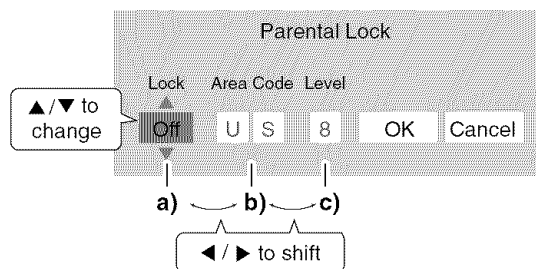 Parental Lock
Lock Area Code Level
▲/▼ to
change
Off U S 8 OK Cancel
a) b) c)
◀ / ▶ to shift